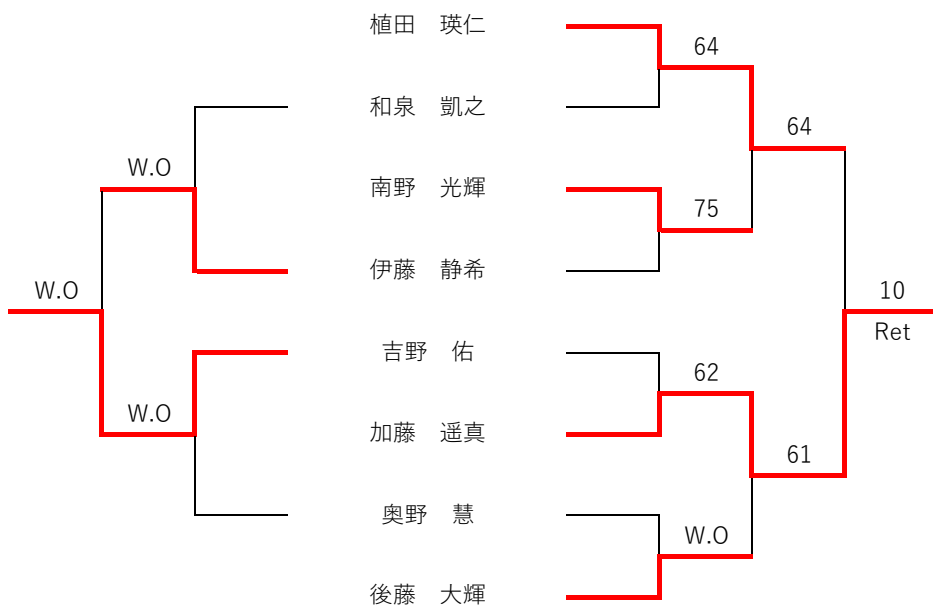 植田　瑛仁
64
和泉　凱之
64
W.O
南野　光輝
75
伊藤　静希
W.O
10
Ret
吉野　佑
62
W.O
加藤　遥真
61
奥野　慧
W.O
後藤　大輝